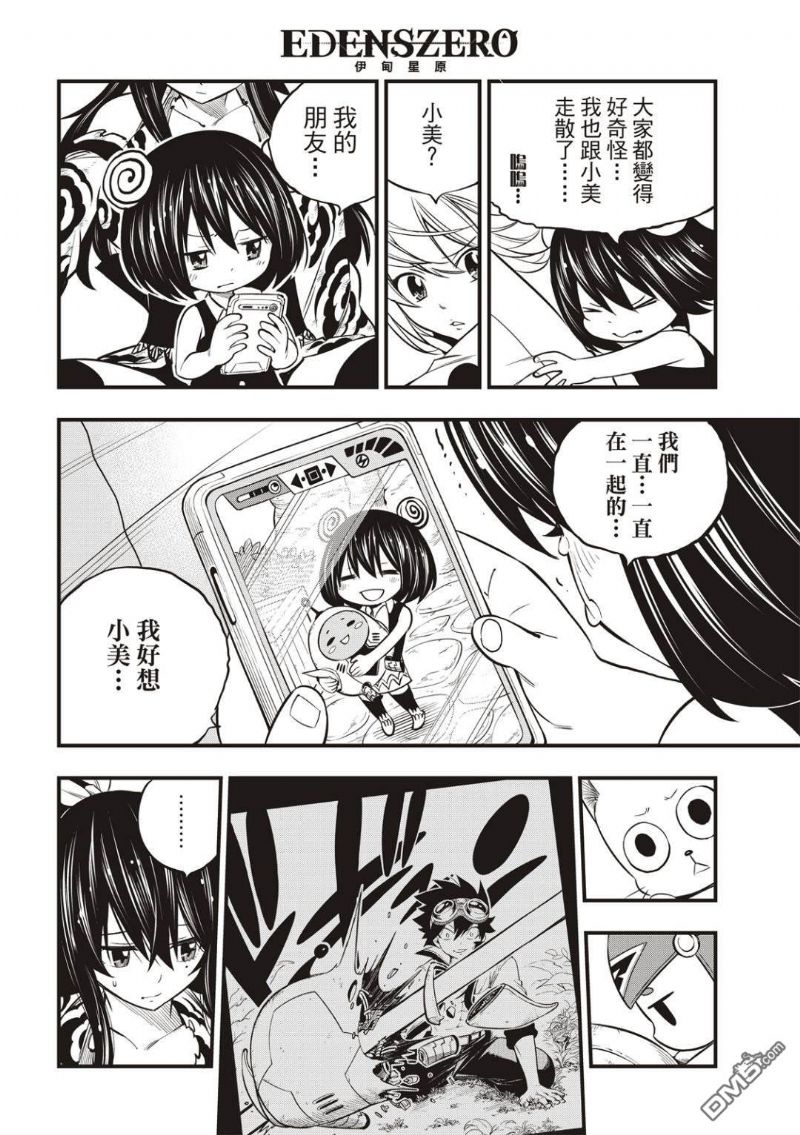 EDENSZERO
伊甸星原
大家都變得
好奇怪…
我也跟小美
走散了……
嗚嗚…
小美?
我的
朋友…
我們
一直…一直
在一起的…
我好想
小美…
………
DM5.com